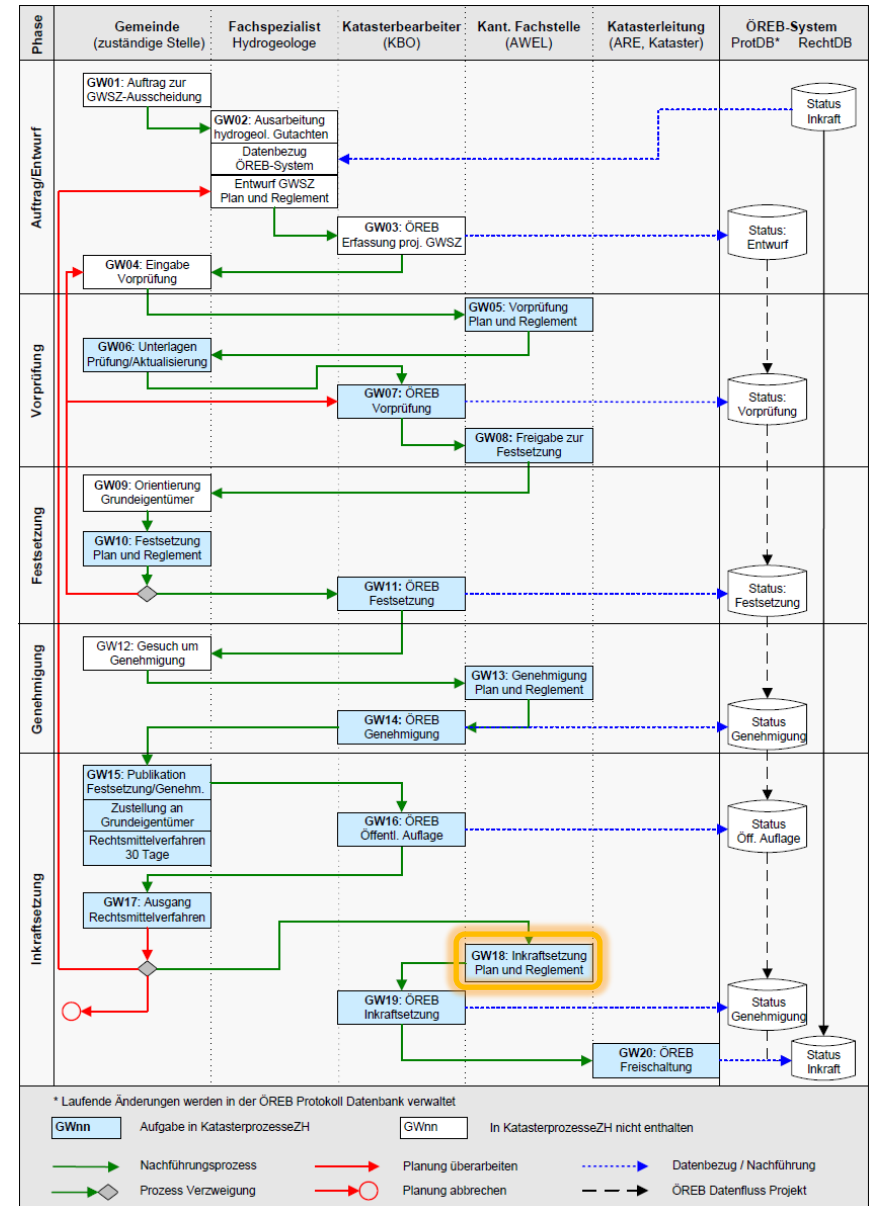 Phase
Gemeinde
(zuständige Stelle)
Fachspezialist
Hydrogeologe
Katasterbearbeiter
(KBO)
Kant. Fachstelle
(AWEL)
Katasterleitung
(ARE, Kataster)
ÖREB-System
ProtDB* RechtDB
Auftrag/Entwurf
GW01: Auftrag zur
GWSZ-Ausscheidung
GW02: Ausarbeitung
hydrogeol. Gutachten
Datenbezug
ÖREB-System
Entwurf GWSZ
Plan und Reglement
Status
Inkraft
GW03: ÖREB
Erfassung proj. GWSZ
Status:
Entwurf
GW04: Eingabe
Vorprüfung
Vorprüfung
GW05: Vorprüfung
Plan und Reglement
GW06: Unterlagen
Prüfung/Aktualisierung
GW07: ÖREB
Vorprüfung
Status:
Vorprüfung
GW08: Freigabe zur
Festsetzung
Festsetzung
GW09: Orientierung
Grundeigentümer
GW10: Festsetzung
Plan und Reglement
GW11: ÖREB
Festsetzung
Status:
Festsetzung
Genehmigung
GW12: Gesuch um
Genehmigung
GW13: Genehmigung
Plan und Reglement
GW14: ÖREB
Genehmigung
Status
Genehmigung
Inkraftsetzung
GW15: Publikation
Festsetzung/Genehm.
Zustellung an
Grundeigentümer
Rechtsmittelverfahren
30 Tage
GW16: ÖREB
Öffentl. Auflage
Status
Öff. Auflage
GW17: Ausgang
Rechtsmittelverfahren
GW18: Inkraftsetzung
Plan und Reglement
GW19: ÖREB
Inkraftsetzung
Status
Genehmigung
GW20: ÖREB
Freischaltung
Status
Inkraft
* Laufende Änderungen werden in der ÖREB Protokoll Datenbank verwaltet
GWnn Aufgabe in KatasterprozesseZH GWnn In KatasterprozesseZH nicht enthalten
Nachführungsprozess Planung überarbeiten Datenbezug / Nachführung
Prozess Verzweigung Planung abbrechen ÖREB Datenfluss Projekt